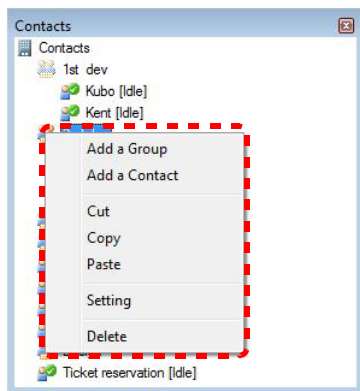 Contacts
Contacts
1st dev
Kubo [Idle]
Kent [Idle]
Add a Group
Add a Contact
Cut
Copy
Paste
Setting
Delete
Ticket reservation [Idle]